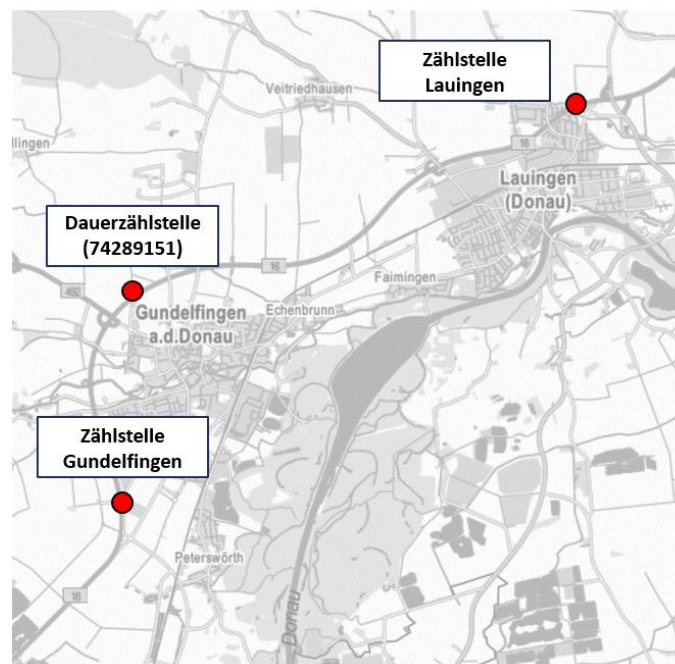 Zählstelle
Lauingen
Veitriedhausen
llingen
16
Lauingen
(Donau)
Dauerzählstelle
(74289151)
16
Faimingen
492
Gundelfingen
a.d.Donau
Echenbrunn
Zählstelle
Gundelfingen
Peterswörth
16
Donau